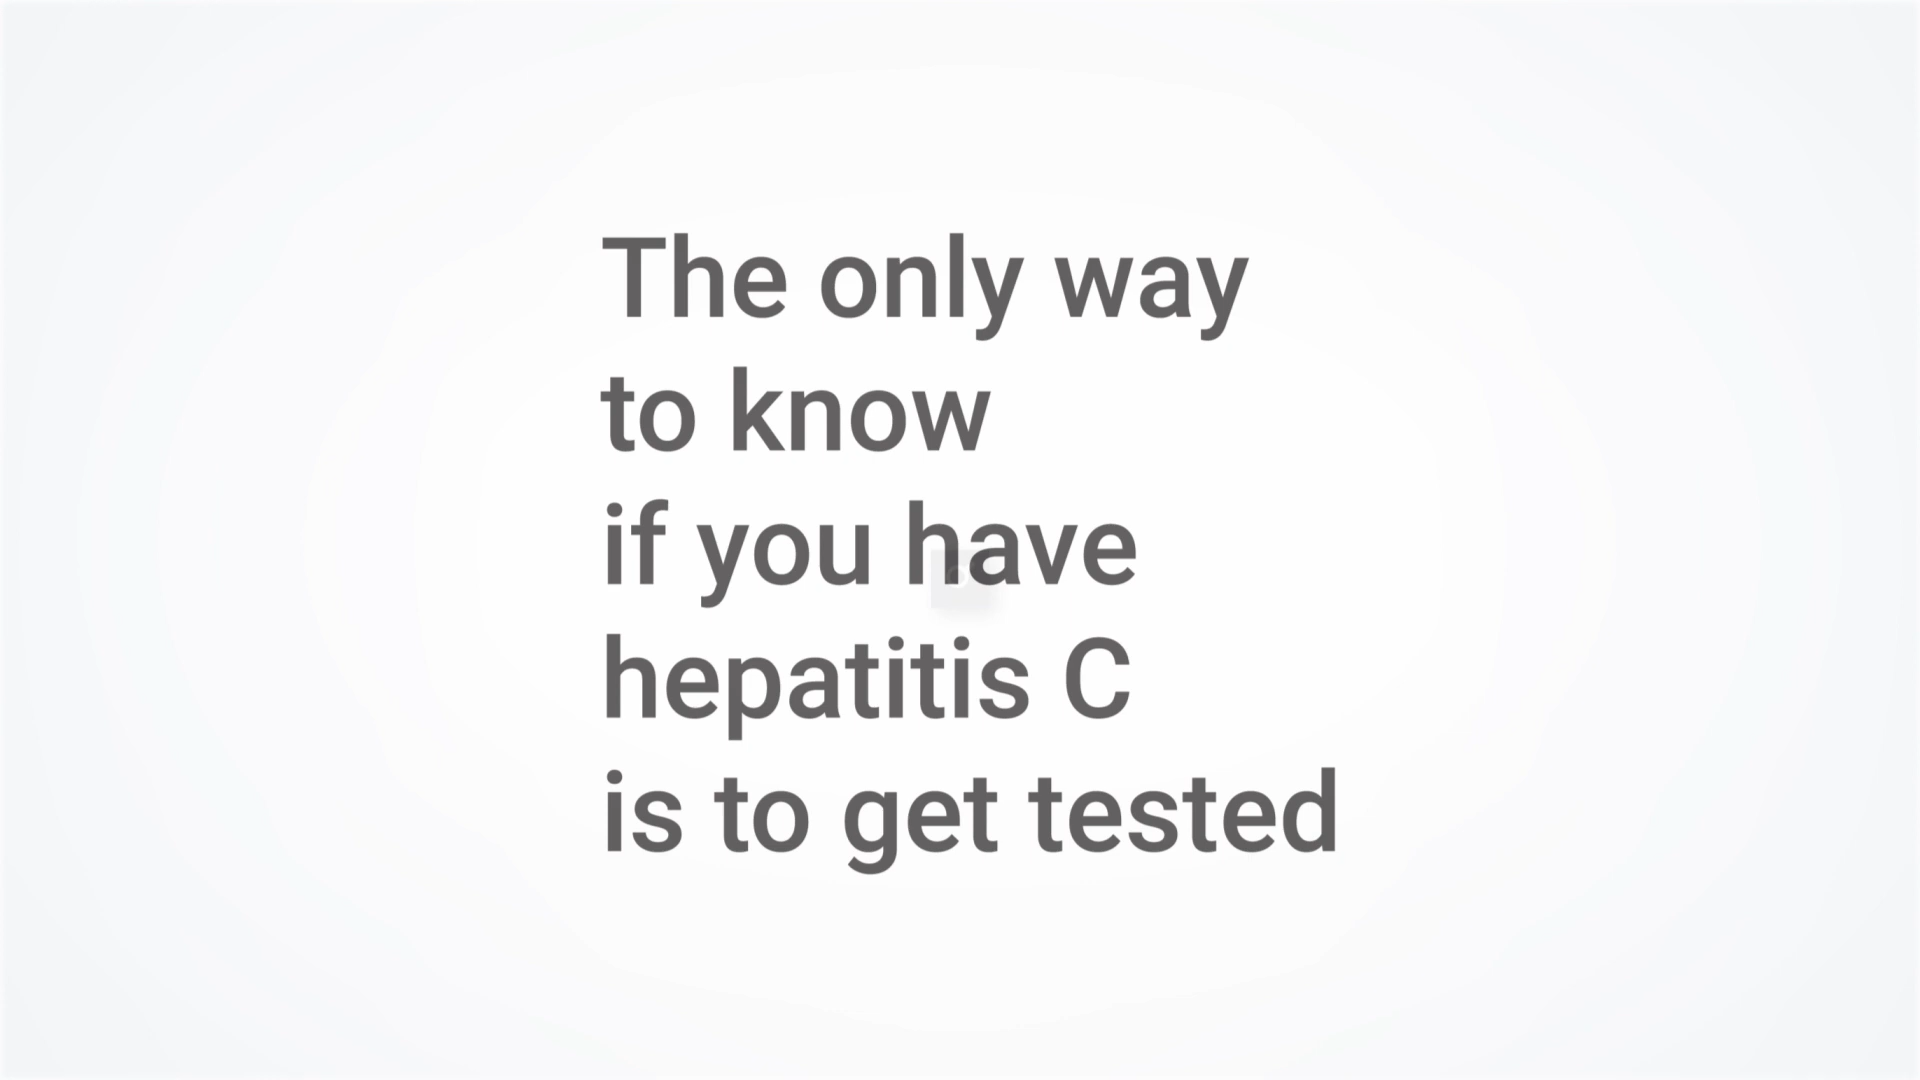 The only way
to know
if you have
hepatitis C
is to get tested